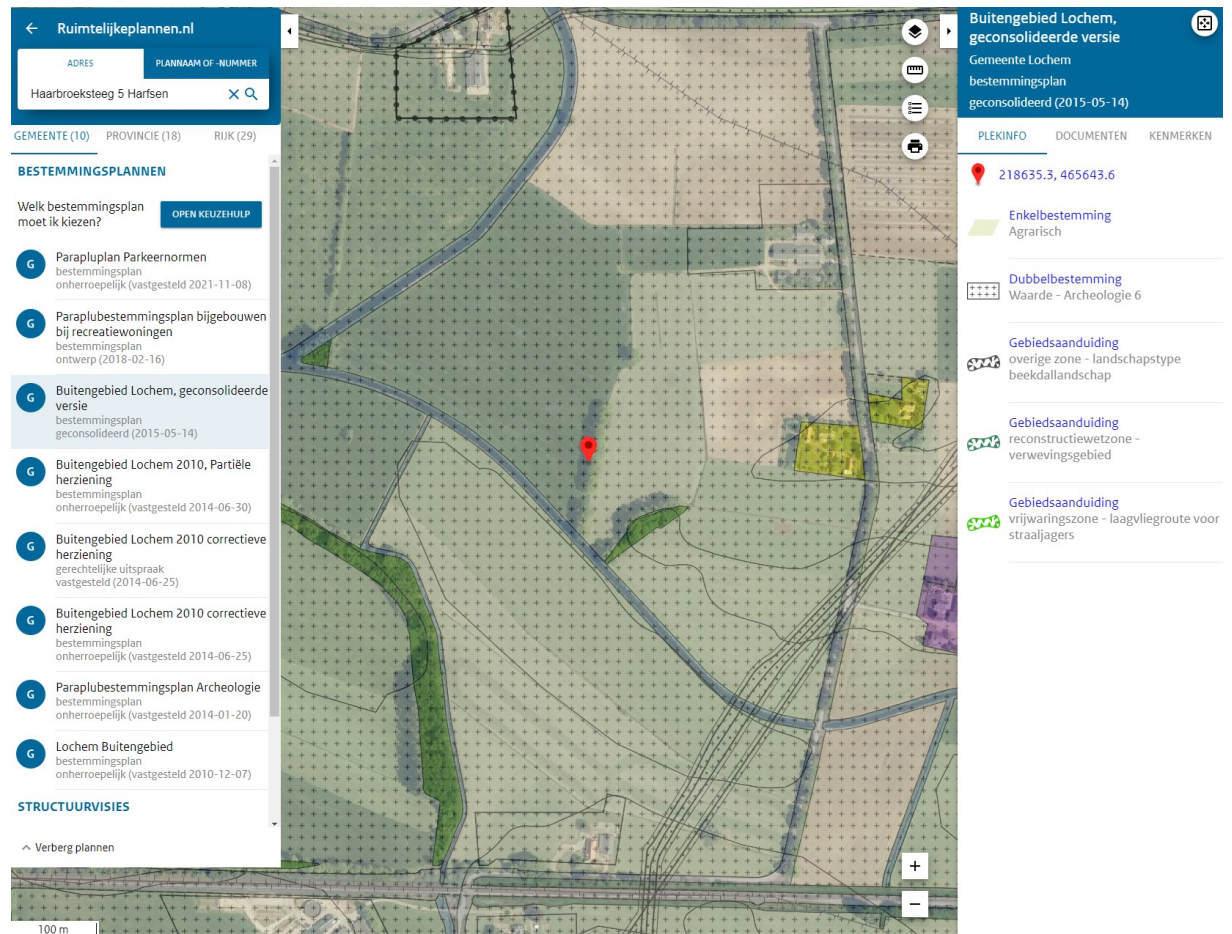 Ruimtelijkeplannen.nl
ADRES
PLANNAAM OF -NUMMER
Haarbroeksteeg 5 Harfsen
GEMEENTE (10)
PROVINCIE (18)
RIJK (29)
BESTEMMINGSPLANNEN
Welk bestemmingsplan
moet ik kiezen?
OPEN KEUZEHULP
G
Parapluplan Parkeernormen
bestemmingsplan
onherroepelijk (vastgesteld 2021-11-08)
G
Paraplubestemmingsplan bijgebouwen
bij recreatiewoningen
bestemmingsplan
ontwerp (2018-02-16)
G
Buitengebied Lochem, geconsolideerde
versie
bestemmingsplan
geconsolideerd (2015-05-14)
G
Buitengebied Lochem 2010, Partiële
herziening
bestemmingsplan
onherroepelijk (vastgesteld 2014-06-30)
G
Buitengebied Lochem 2010 correctieve
herziening
gerechtelijke uitspraak
vastgesteld (2014-06-25)
G
Buitengebied Lochem 2010 correctieve
herziening
bestemmingsplan
onherroepelijk (vastgesteld 2014-06-25)
G
Paraplubestemmingsplan Archeologie
bestemmingsplan
onherroepelijk (vastgesteld 2014-01-20)
G
Lochem Buitengebied
bestemmingsplan
onherroepelijk (vastgesteld 2010-12-07)
STRUCTUURVISIES
Verberg plannen
100 m
Buitengebied Lochem,
geconsolideerde versie
Gemeente Lochem
bestemmingsplan
geconsolideerd (2015-05-14)
PLEKINFO
DOCUMENTEN
KENMERKEN
218635.3, 465643.6
Enkelbestemming
Agrarisch
Dubbelbestemming
Waarde - Archeologie 6
Gebiedsaanduiding
overige zone - landschapstype
beekdallandschap
Gebiedsaanduiding
reconstructiewetzone -
verwevingsgebied
Gebiedsaanduiding
vrijwaringszone - laagvliegroute voor
straaljagers